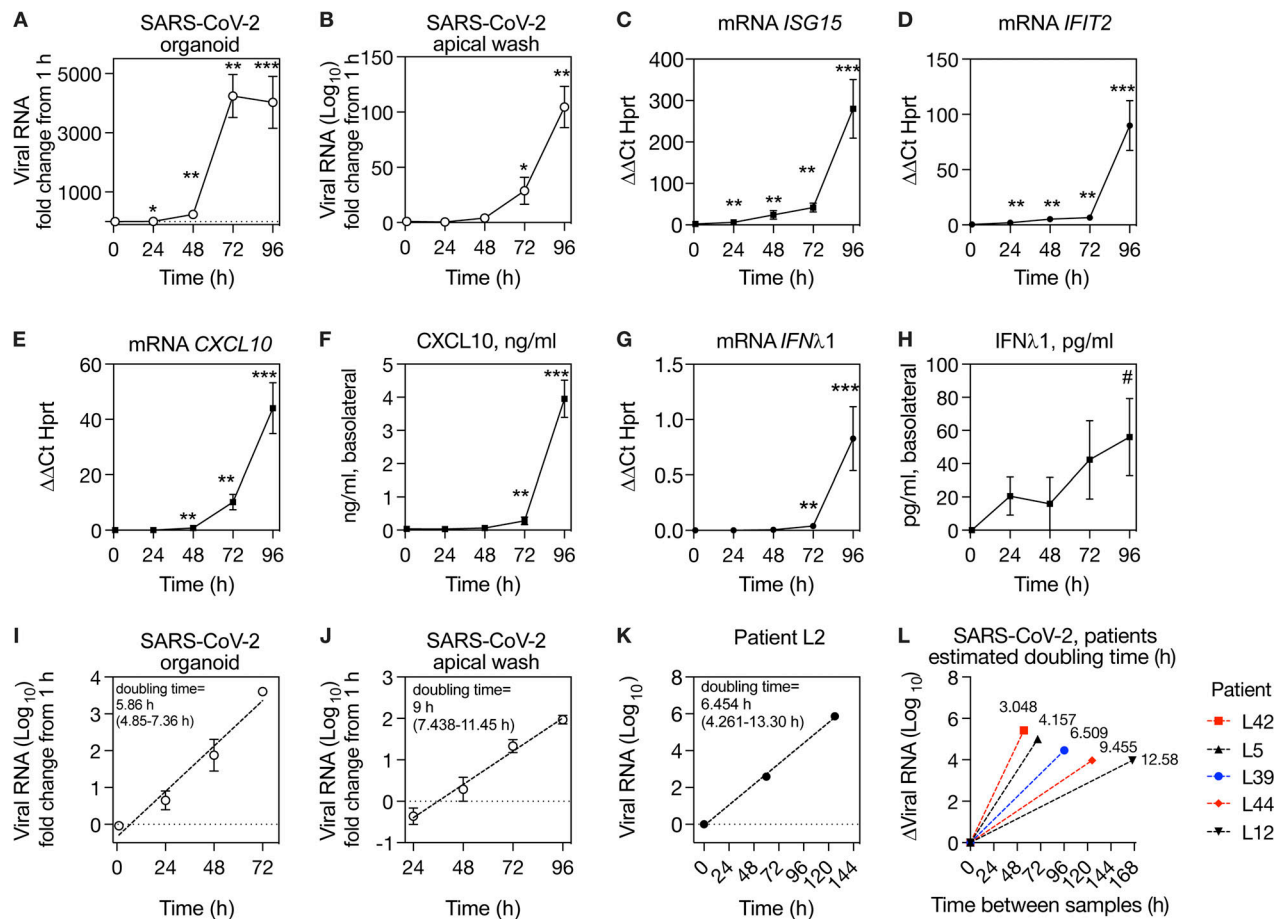 A
SARS-CoV-2
organoid
Viral RNA
fold change from 1 h
5000
3000
1000
*
**
**
***
0 24 48 72 96
Time (h)
B
SARS-CoV-2
apical wash
Viral RNA (Log10)
fold change from 1 h
150
100
50
0
*
**
0 24 48 72 96
Time (h)
C
mRNA ISG15
ΔΔCt Hprt
400
300
200
100
0
**
**
**
***
0 24 48 72 96
Time (h)
D
mRNA IFIT2
ΔΔCt Hprt
150
100
50
0
**
**
**
***
0 24 48 72 96
Time (h)
E
mRNA CXCL10
ΔΔCt Hprt
60
40
20
0
**
**
***
0 24 48 72 96
Time (h)
F
CXCL10, ng/ml
ng/ml, basolateral
5
4
3
2
1
0
**
***
0 24 48 72 96
Time (h)
G
mRNA IFNλ1
ΔΔCt Hprt
1.5
1.0
0.5
0.0
**
***
0 24 48 72 96
Time (h)
H
IFNλ1, pg/ml
pg/ml, basolateral
100
80
60
40
20
0
#
0 24 48 72 96
Time (h)
I
SARS-CoV-2
organoid
Viral RNA (Log10)
fold change from 1 h
4
3
2
1
0
doubling time=
5.86 h
(4.85-7.36 h)
0 24 48 72
Time (h)
J
SARS-CoV-2
apical wash
Viral RNA (Log10)
fold change from 1 h
3
2
1
0
-1
doubling time=
9 h
(7.438-11.45 h)
24 48 72 96
Time (h)
K
Patient L2
Viral RNA (Log10)
8
6
4
2
0
doubling time=
6.454 h
(4.261-13.30 h)
0 24 48 72 96 120 144
Time (h)
L
SARS-CoV-2, patients
estimated doubling time (h)
ΔViral RNA (Log10)
8
6
4
2
0
3.048
4.157
6.509
9.455
12.58
0 24 48 72 96 120 144 168
Time between samples (h)
Patient
L42
L5
L39
L44
L12